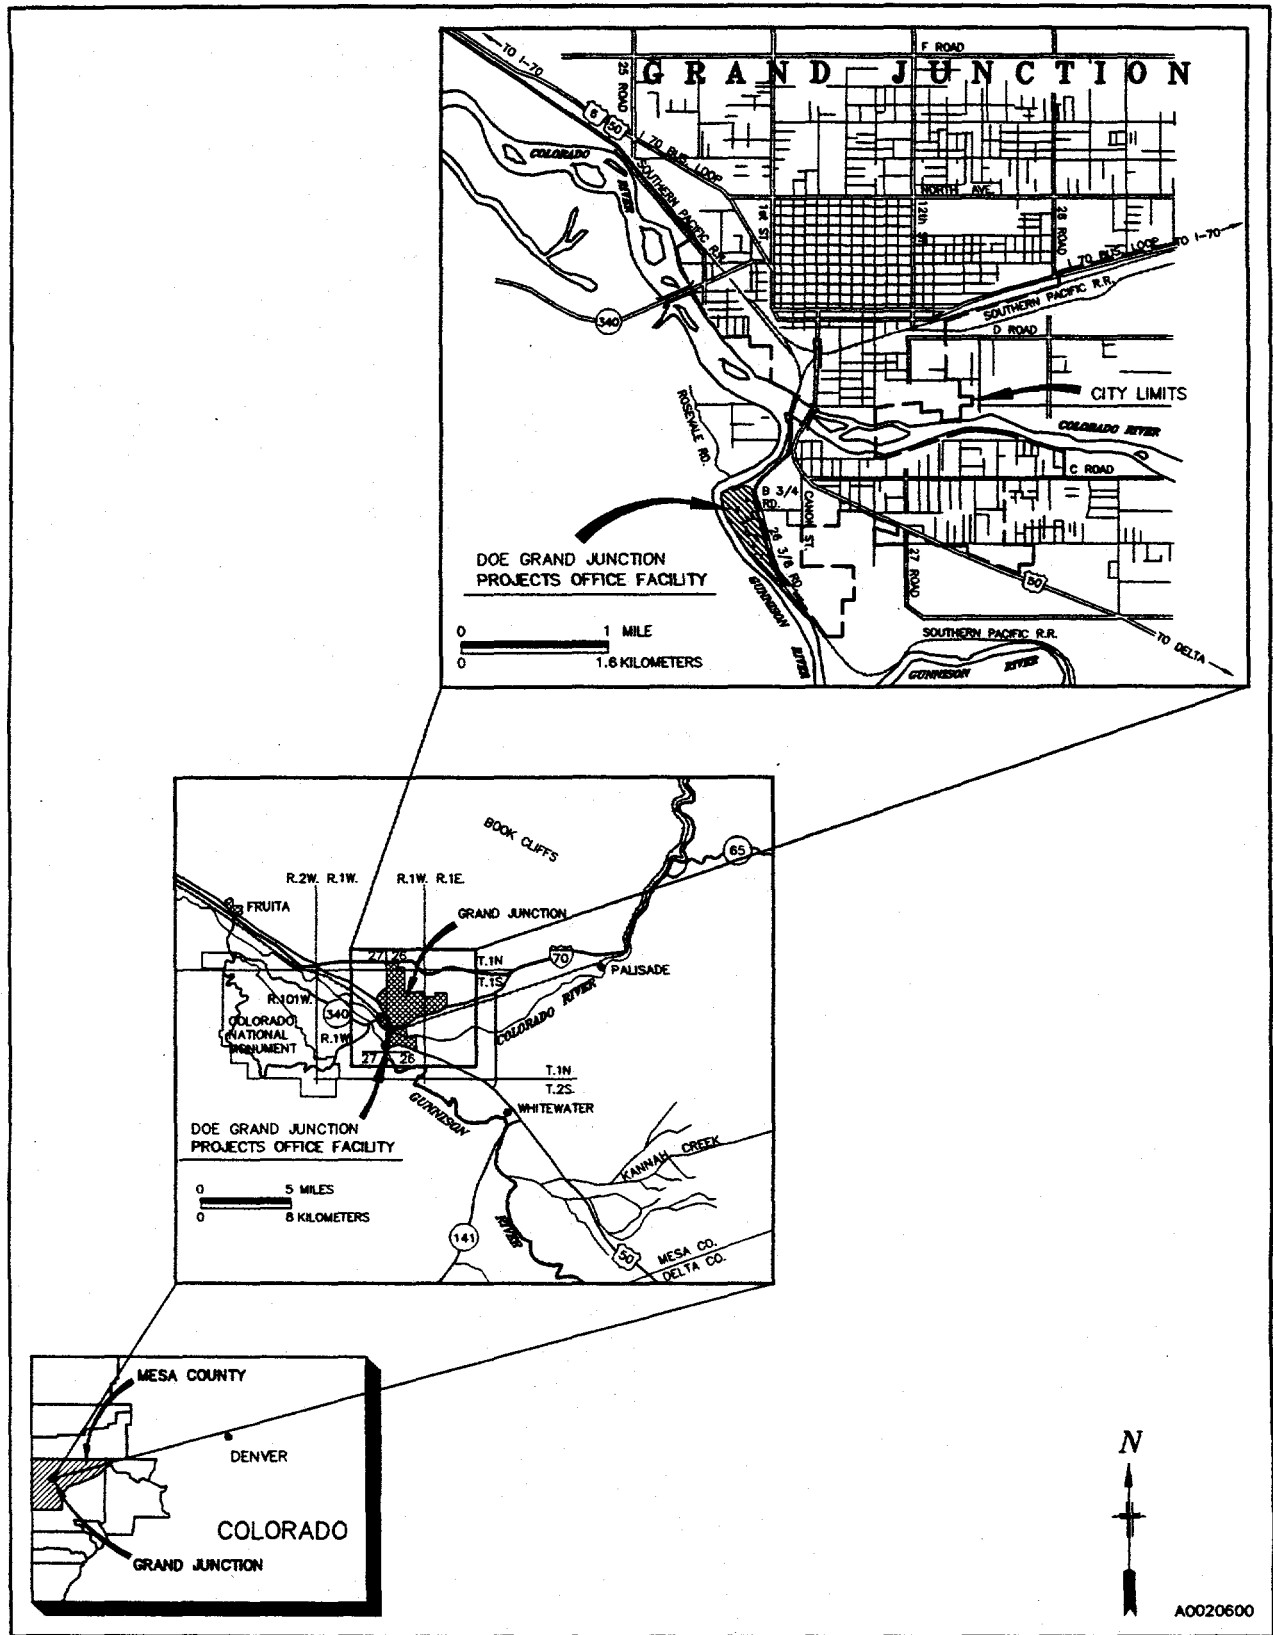 F ROAD
TO I-70
GRAND JUNCTION
25 ROAD
6
50
I-70 BUS. LOOP
COLORADO
RIVER
SOUTHERN PACIFIC R.R.
NORTH AVE.
1st ST.
12th ST.
28 ROAD
I-70 BUS. LOOP
TO I-70
SOUTHERN PACIFIC R.R.
340
D ROAD
CITY LIMITS
ROSEVALE RD.
COLORADO RIVER
C ROAD
B 3/4
RD.
CANON ST.
26 3/8 RD.
27 ROAD
DOE GRAND JUNCTION
PROJECTS OFFICE FACILITY
50
GUNNISON
RIVER
0 1 MILE
0 1.6 KILOMETERS
SOUTHERN PACIFIC R.R.
TO DELTA
GUNNISON RIVER
BOOK CLIFFS
65
R.2W. R.1W. R.1W. R.1E.
FRUITA
GRAND JUNCTION
27 26
T.1N
T.1S
70
PALISADE
R.101W.
340
COLORADO
NATIONAL
MONUMENT
R.1W
COLORADO RIVER
27 26
T.1N
T.2S.
GUNNISON
WHITEWATER
DOE GRAND JUNCTION
PROJECTS OFFICE FACILITY
KANNAH CREEK
0 5 MILES
0 8 KILOMETERS
RIVER
141
50
MESA CO.
DELTA CO.
MESA COUNTY
DENVER
COLORADO
GRAND JUNCTION
N
A0020600